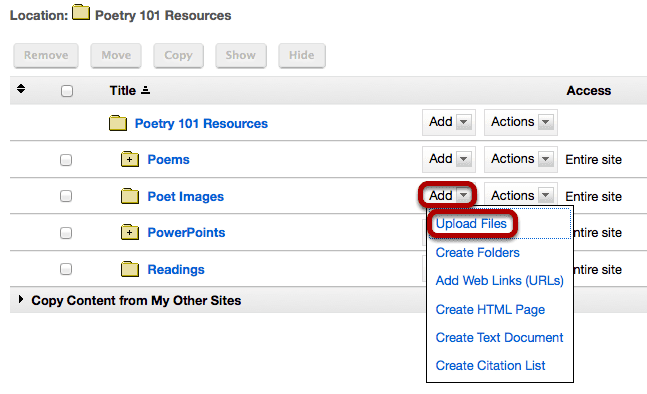 Location: Poetry 101 Resources
Remove Move Copy Show Hide
Title Access
Poetry 101 Resources Add Actions
Poems Add Actions Entire site
Poet Images Add Actions Entire site
Upload Files
PowerPoints ntire site
Create Folders
Readings ntire site
Add Web Links (URLs)
Copy Content from My Other Sites
Create HTML Page
Create Text Document
Create Citation List